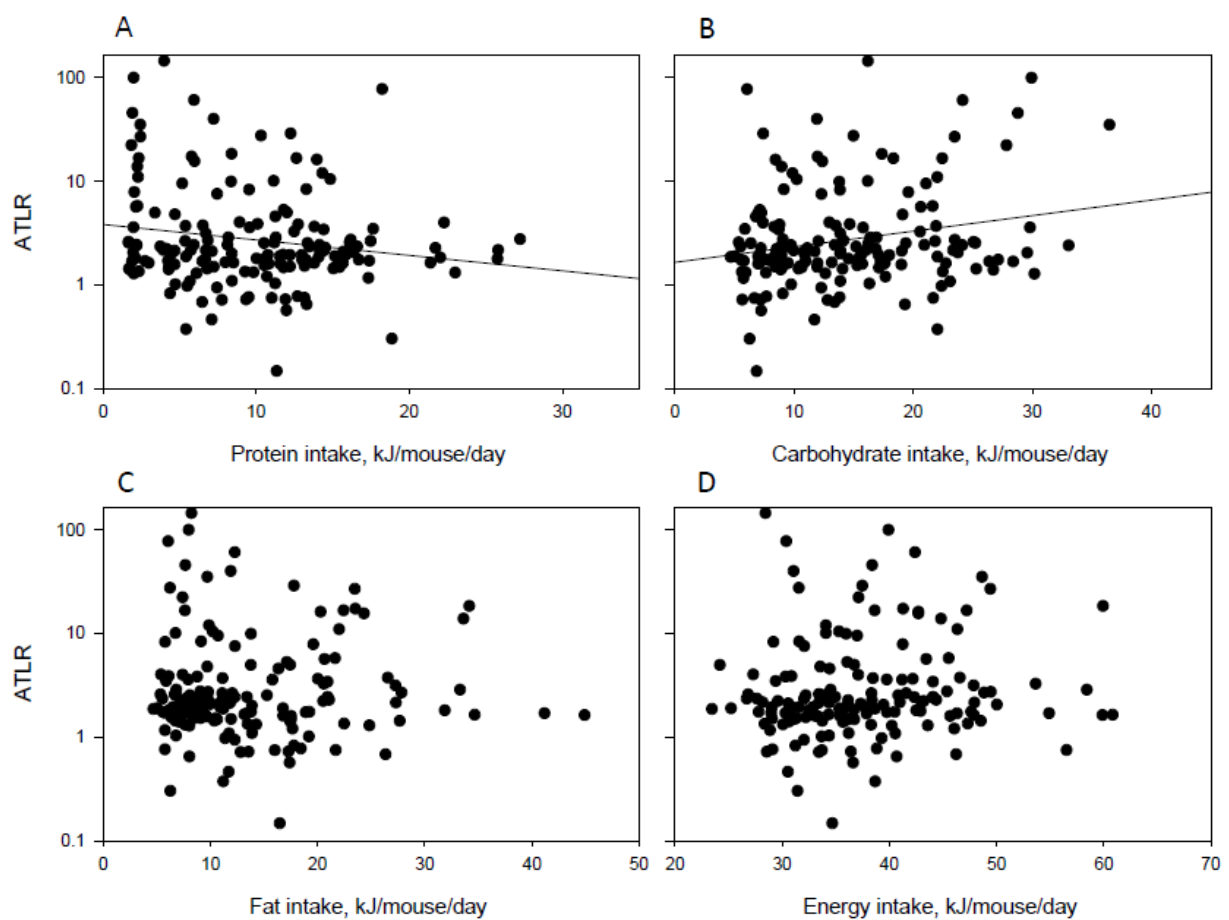 A
B
100
10
1
0.1
ATLR
0
10
20
30
0
10
20
30
40
Protein intake, kJ/mouse/day
Carbohydrate intake, kJ/mouse/day
C
D
100
10
1
0.1
ATLR
0
10
20
30
40
50
20
30
40
50
60
70
Fat intake, kJ/mouse/day
Energy intake, kJ/mouse/day